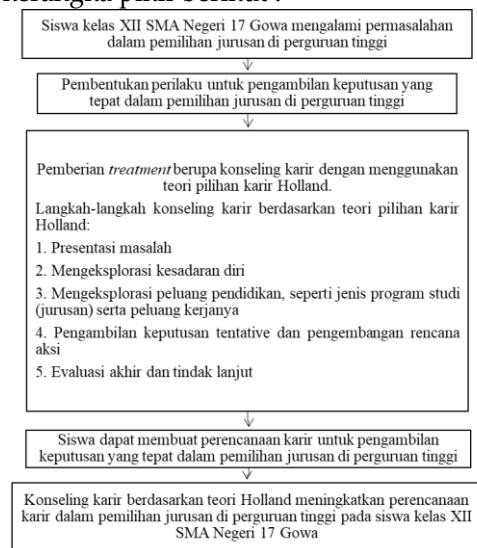 kerangka pikir berikut :
Siswa kelas XII SMA Negeri 17 Gowa mengalami permasalahan
dalam pemilihan jurusan di perguruan tinggi
Pembentukan perilaku untuk pengambilan keputusan yang
tepat dalam pemilihan jurusan di perguruan tinggi
Pemberian treatment berupa konseling karir dengan menggunakan
teori pilihan karir Holland.
Langkah-langkah konseling karir berdasarkan teori pilihan karir
Holland:
1. Presentasi masalah
2. Mengeksplorasi kesadaran diri
3. Mengeksplorasi peluang pendidikan, seperti jenis program studi
(jurusan) serta peluang kerjanya
4. Pengambilan keputusan tentative dan pengembangan rencana
aksi
5. Evaluasi akhir dan tindak lanjut
Siswa dapat membuat perencanaan karir untuk pengambilan
keputusan yang tepat dalam pemilihan jurusan di perguruan tinggi
Konseling karir berdasarkan teori Holland meningkatkan perencanaan
karir dalam pemilihan jurusan di perguruan tinggi pada siswa kelas XII
SMA Negeri 17 Gowa